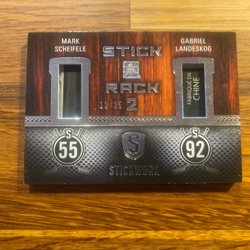 MARK
SCHEIFELE
GABRIEL
LANDESKOG
STICK
RACK
2
FABRIQUÉ EN
CHINE
S
55
S
STICKWORK
S
92